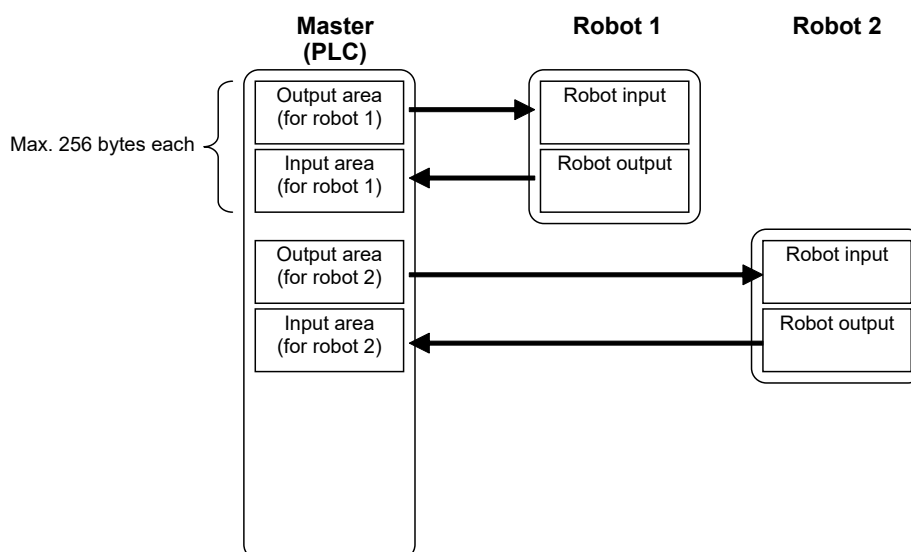 Master
(PLC)
Robot 1
Robot 2
Max. 256 bytes each
Output area
(for robot 1)
Robot input
Input area
(for robot 1)
Robot output
Output area
(for robot 2)
Robot input
Input area
(for robot 2)
Robot output